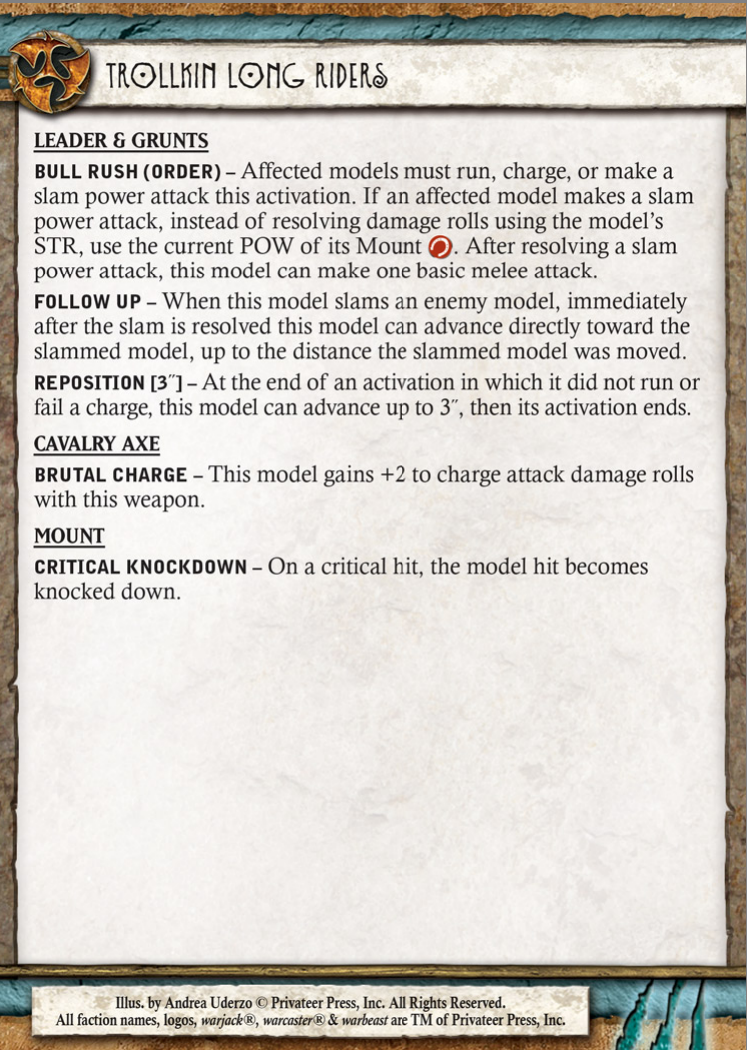 TROLLKIN LONG RIDERS
LEADER & GRUNTS
BULL RUSH (ORDER) – Affected models must run, charge, or make a
slam power attack this activation. If an affected model makes a slam
power attack, instead of resolving damage rolls using the model's
STR, use the current POW of its Mount . After resolving a slam
power attack, this model can make one basic melee attack.
FOLLOW UP – When this model slams an enemy model, immediately
after the slam is resolved this model can advance directly toward the
slammed model, up to the distance the slammed model was moved.
REPOSITION [3˝] – At the end of an activation in which it did not run or
fail a charge, this model can advance up to 3˝, then its activation ends.
CAVALRY AXE
BRUTAL CHARGE – This model gains +2 to charge attack damage rolls
with this weapon.
MOUNT
CRITICAL KNOCKDOWN – On a critical hit, the model hit becomes
knocked down.
Illus. by Andrea Uderzo © Privateer Press, Inc. All Rights Reserved.
All faction names, logos, warjack®, warcaster® & warbeast are TM of Privateer Press, Inc.